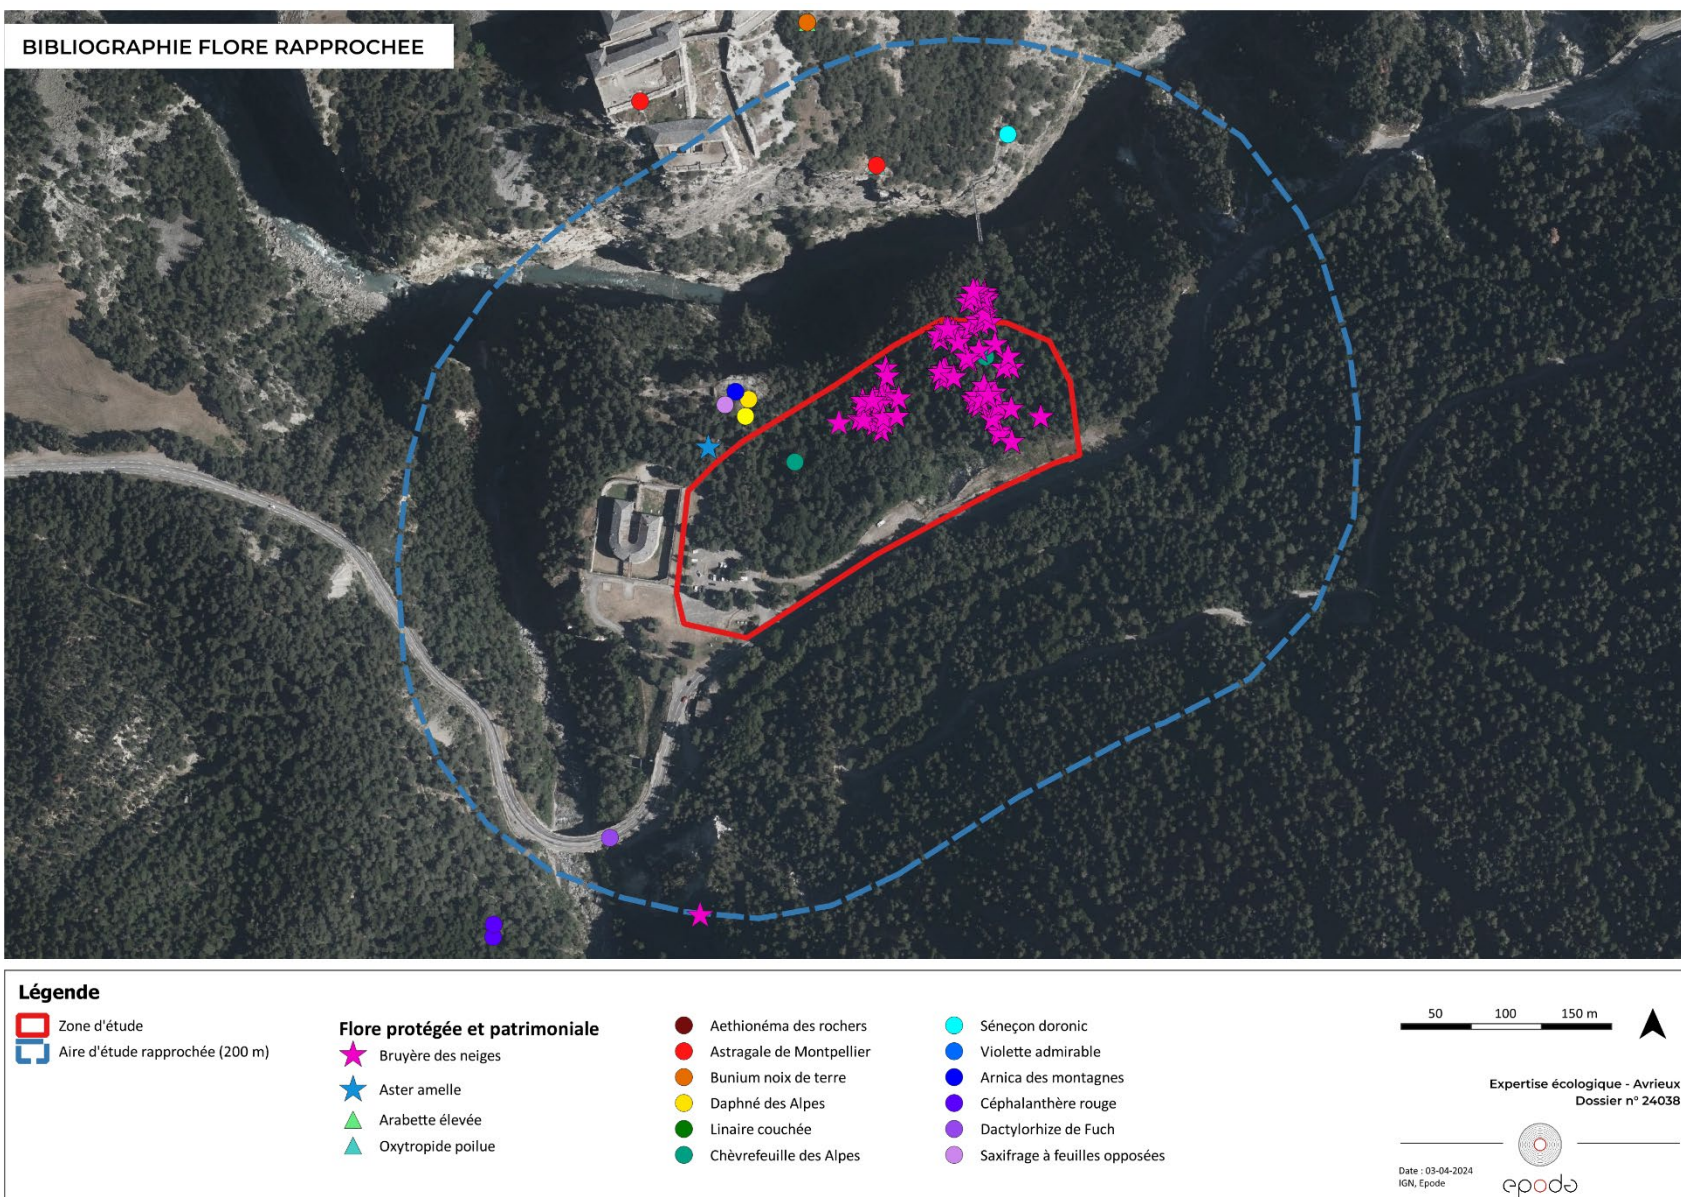 BIBLIOGRAPHIE FLORE RAPPROCHEE
Légende
Zone d'étude
Aire d'étude rapprochée (200 m)
Flore protégée et patrimoniale
Bruyère des neiges
Aster amelle
Arabette élevée
Oxytropide poilue
Aethionéma des rochers
Astragale de Montpellier
Bunium noix de terre
Daphné des Alpes
Linaire couchée
Chèvrefeuille des Alpes
Séneçon doronic
Violette admirable
Arnica des montagnes
Céphalanthère rouge
Dactylorhize de Fuch
Saxifrage à feuilles opposées
50 100 150 m
Expertise écologique - Avrieux
Dossier n° 24038
Date : 03-04-2024
IGN, Epode
epode